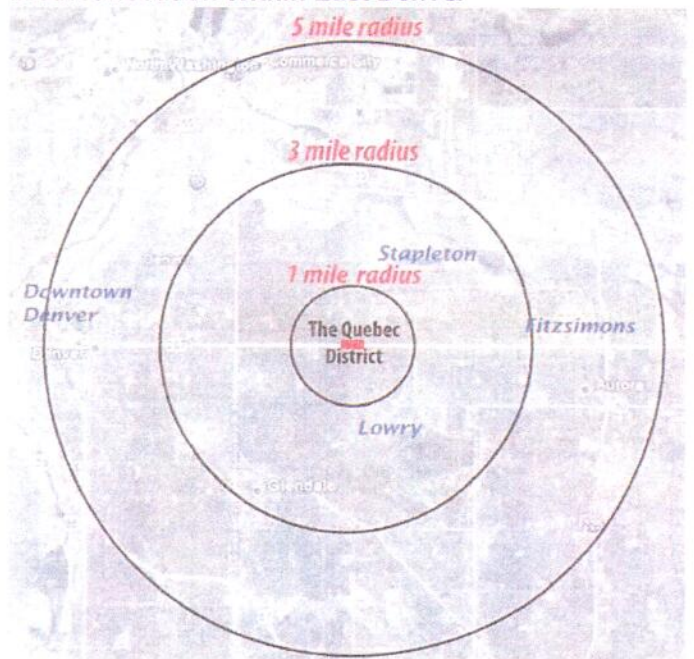 5 mile radius
Commerce City
3 mile radius
Stapleton
1 mile radius
Downtown
Denver
The Quebec
District
Fitzsimons
Denver
Aurora
Lowry
Glendale